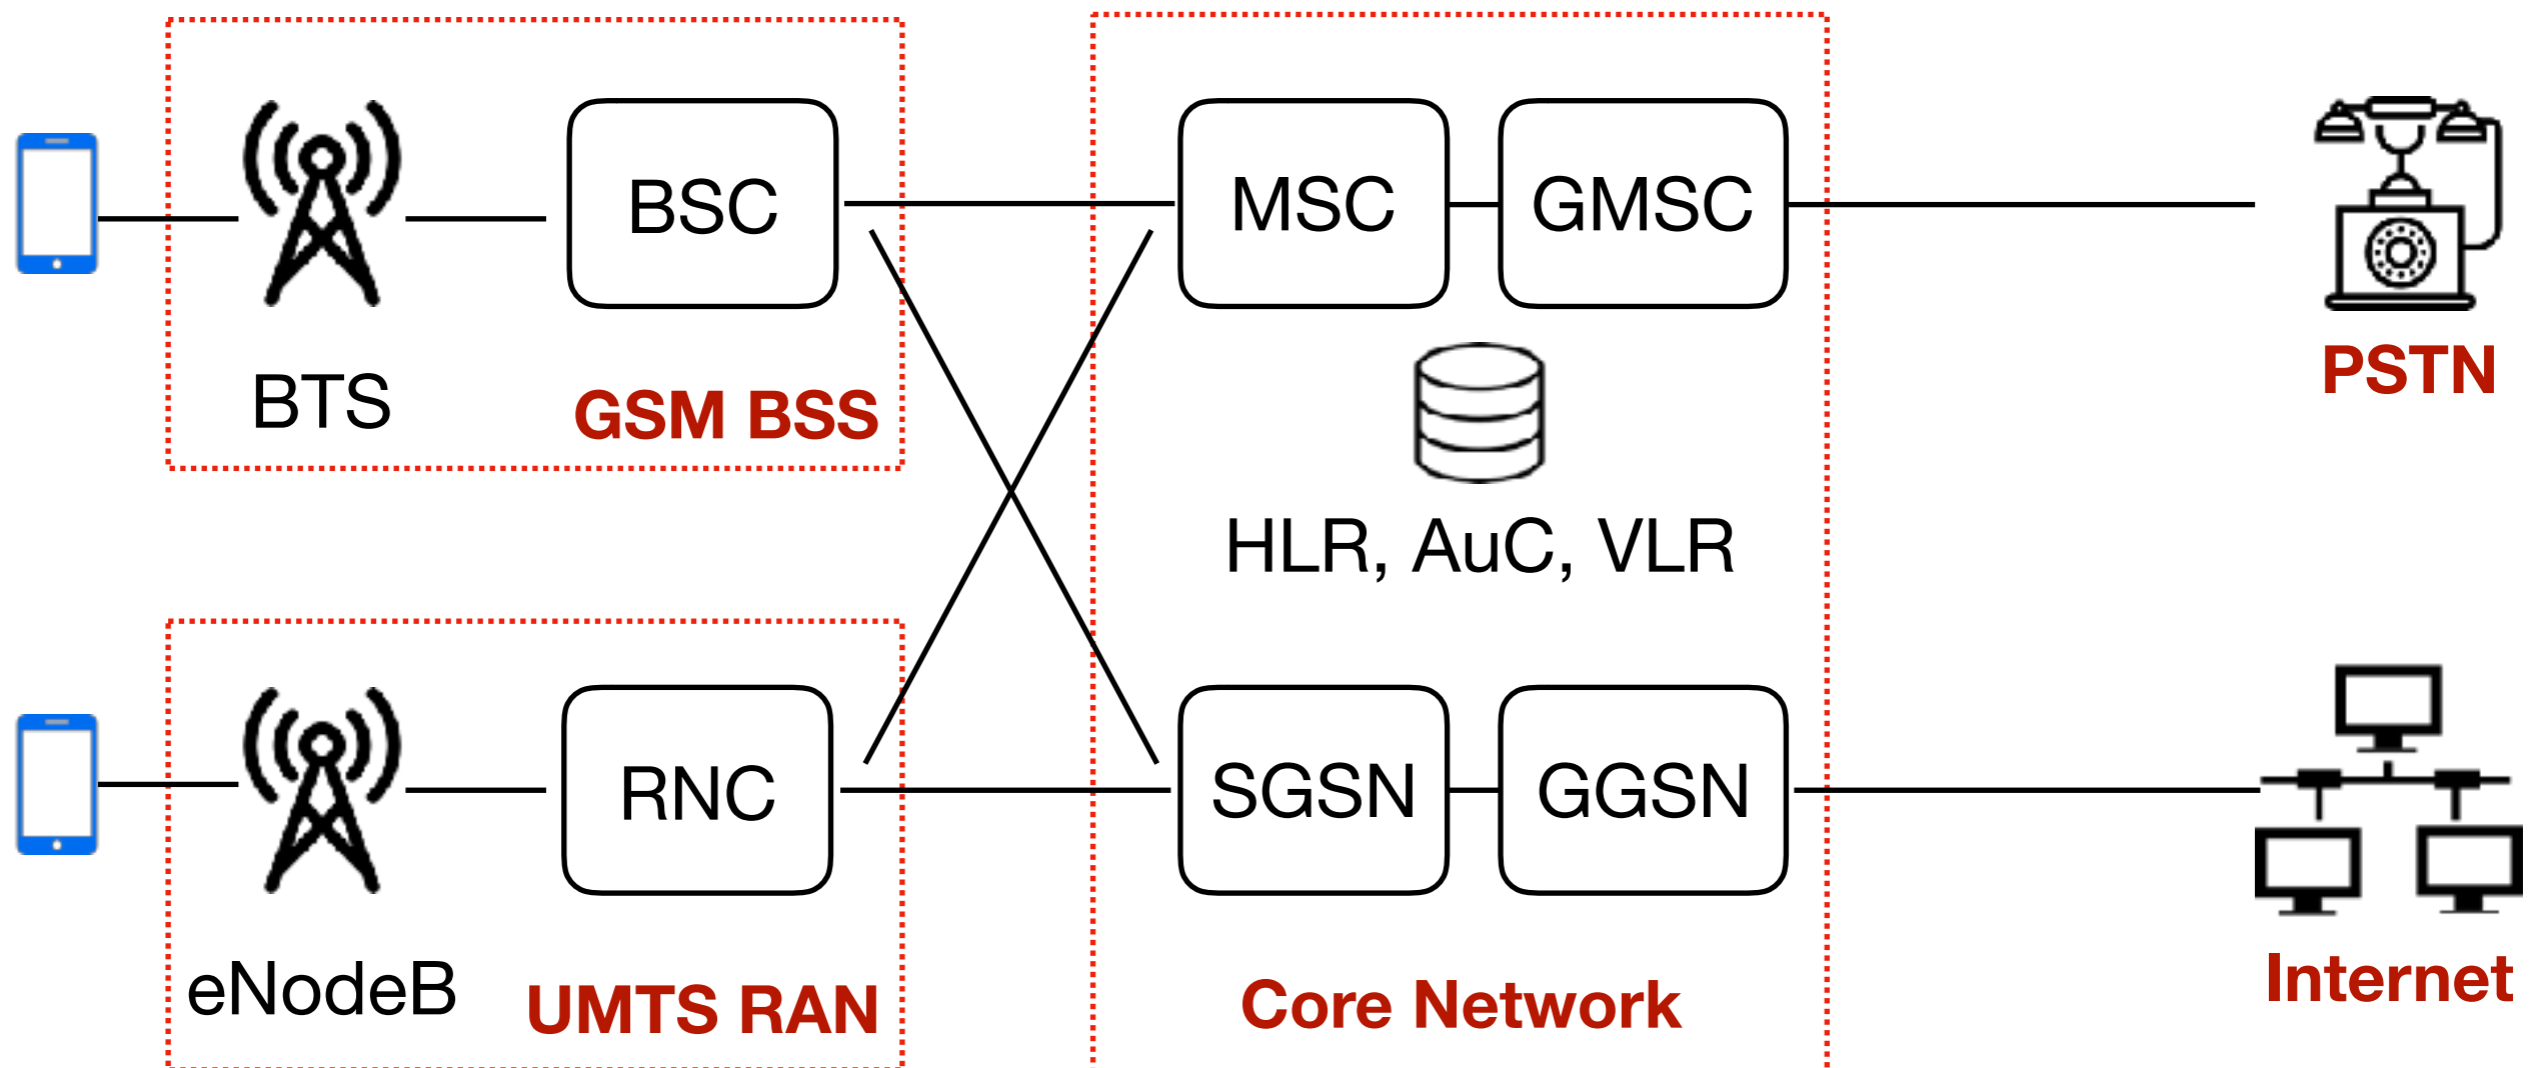 BSC
MSC
GMSC
BTS
GSM BSS
PSTN
HLR, AuC, VLR
RNC
SGSN
GGSN
eNodeB
UMTS RAN
Core Network
Internet